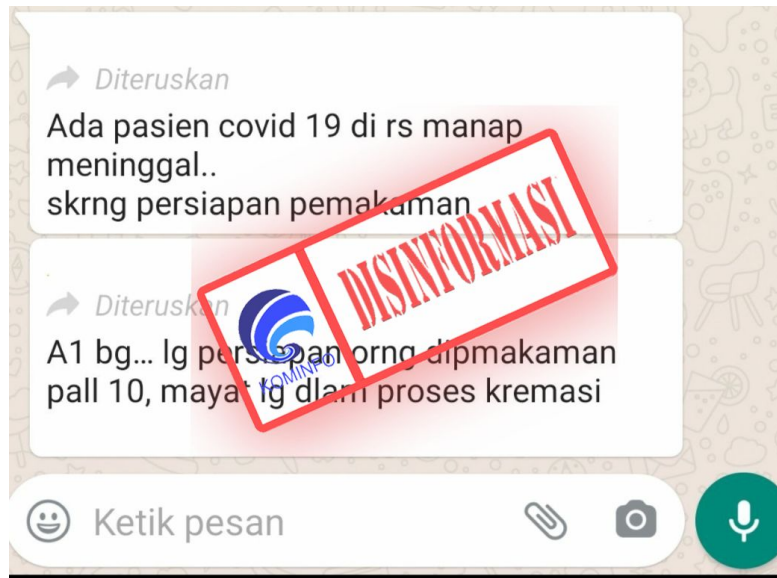 Diteruskan
Ada pasien covid 19 di rs manap
meninggal..
skrng persiapan pemakaman
Diteruskan
A1 bg... lg persiapan orng dipmakaman
pall 10, mayat lg dlam proses kremasi
KOMINFO
DISINFORMASI
Ketik pesan